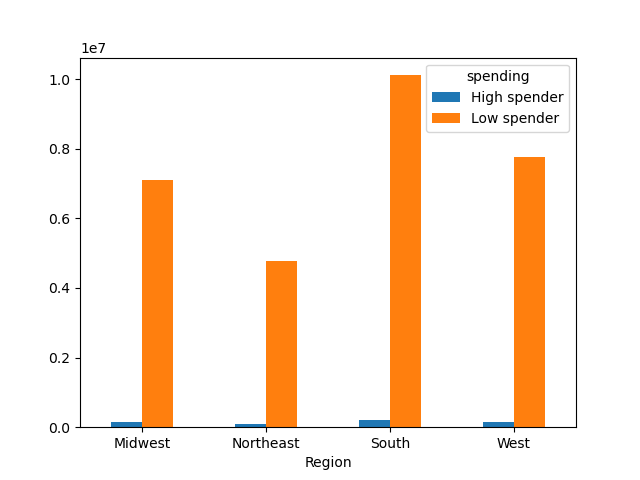 1e7
1.0
0.8
0.6
0.4
0.2
0.0
spending
High spender
Low spender
Midwest
Northeast
South
West
Region